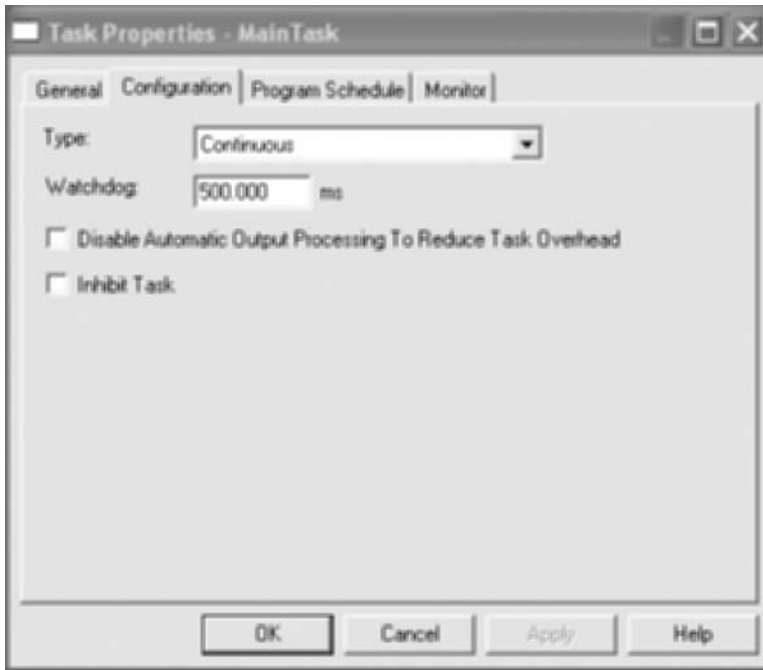 Task Properties - MainTask
General Configuration Program Schedule Monitor
Type: Continuous
Watchdog: 500.000 ms
Disable Automatic Output Processing To Reduce Task Overhead
Inhibit Task
OK Cancel Apply Help